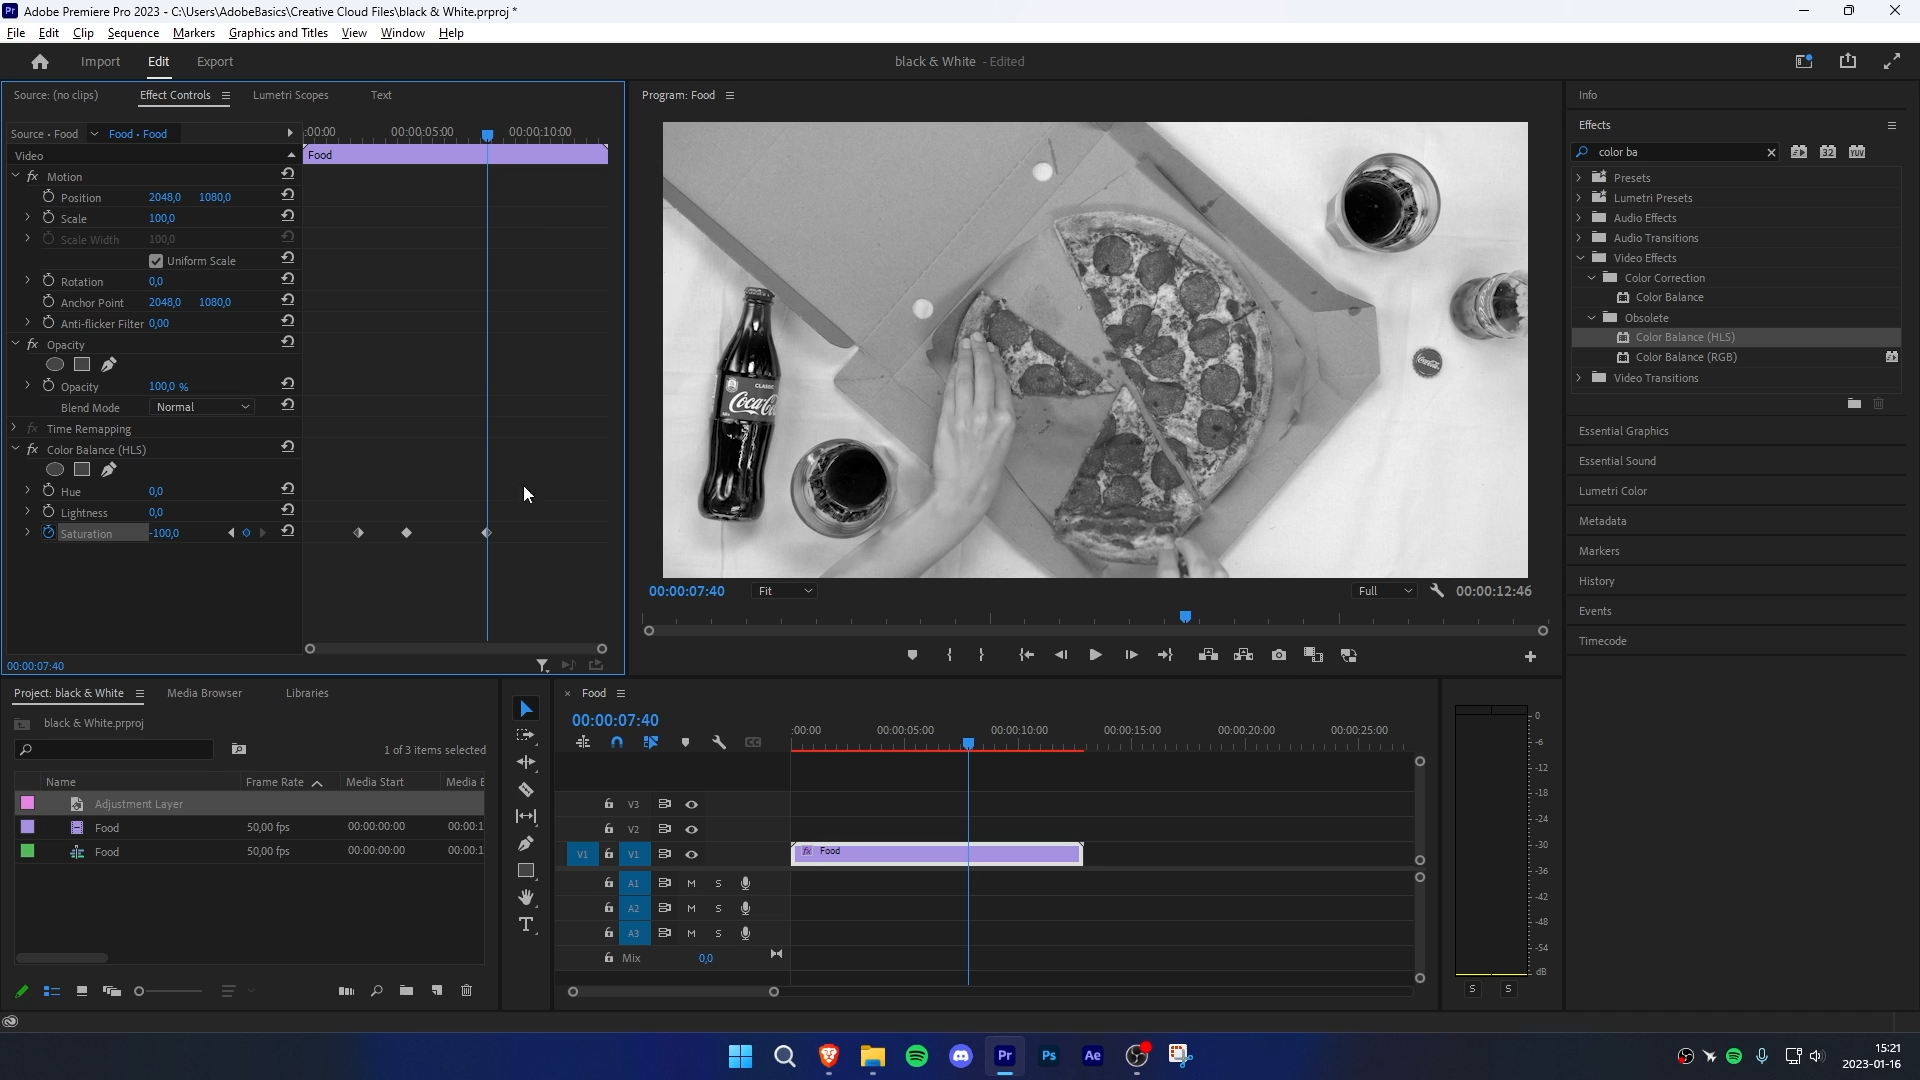 Adobe Premiere Pro 2023 - C:\Users\AdobeBasics\Creative Cloud Files\black & White.prproj *
File Edit Clip Sequence Markers Graphics and Titles View Window Help
Import Edit Export
black & White - Edited
Source: (no clips) Effect Controls Lumetri Scopes Text
Source • Food Food • Food
:00:00 00:00:05:00 00:00:10:00
Video
Food
Motion
Position 2048,0 1080,0
Scale 100,0
Scale Width 100,0
Uniform Scale
Rotation 0,0
Anchor Point 2048,0 1080,0
Anti-flicker Filter 0,00
Opacity
Opacity 100,0 %
Blend Mode Normal
Time Remapping
Color Balance (HLS)
Hue 0,0
Lightness 0,0
Saturation -100,0
00:00:07:40
Program: Food
CLASSIC
Coca-C
Coca-Cola
00:00:07:40 Fit Full 00:00:12:46
Info
Effects
color ba
32 YUV
Presets
Lumetri Presets
Audio Effects
Audio Transitions
Video Effects
Color Correction
Color Balance
Obsolete
Color Balance (HLS)
Color Balance (RGB)
Video Transitions
Essential Graphics
Essential Sound
Lumetri Color
Metadata
Markers
History
Events
Timecode
Project: black & White Media Browser Libraries
black & White.prproj
1 of 3 items selected
Name Frame Rate Media Start Media E
Adjustment Layer
Food 50,00 fps 00:00:00:00 00:00:1
Food 50,00 fps 00:00:00:00 00:00:1
Food
00:00:07:40
:00:00 00:00:05:00 00:00:10:00 00:00:15:00 00:00:20:00 00:00:25:00
V3
V2
V1 V1
fx Food
A1 M S
A2 M S
A3 M S
Mix 0,0
0
-6
-12
-18
-24
-30
-36
-42
-48
-54
dB
S S
Pr Ps Ae
15:21
2023-01-16